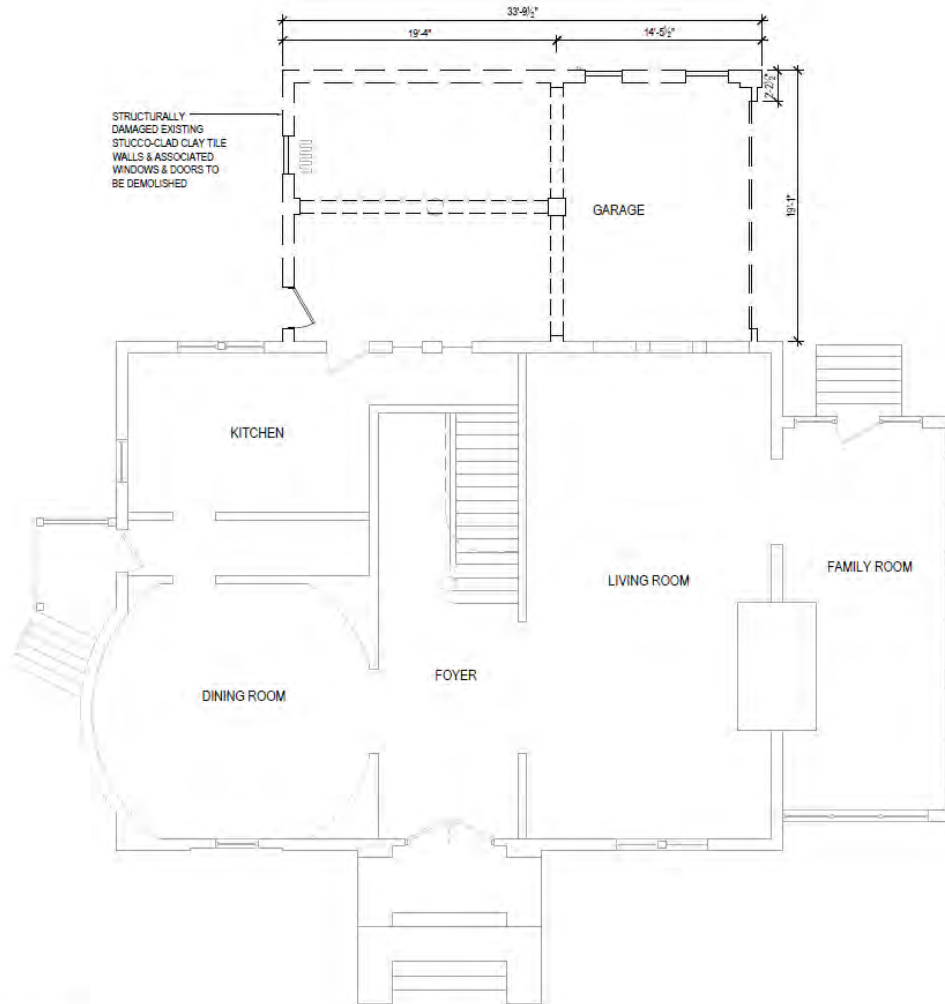 33'-9½"
19'-4"
14'-5½"
2'-2½"
STRUCTURALLY
DAMAGED EXISTING
STUCCO-CLAD CLAY TILE
WALLS & ASSOCIATED
WINDOWS & DOORS TO
BE DEMOLISHED
GARAGE
19'-1"
KITCHEN
LIVING ROOM
FAMILY ROOM
FOYER
DINING ROOM